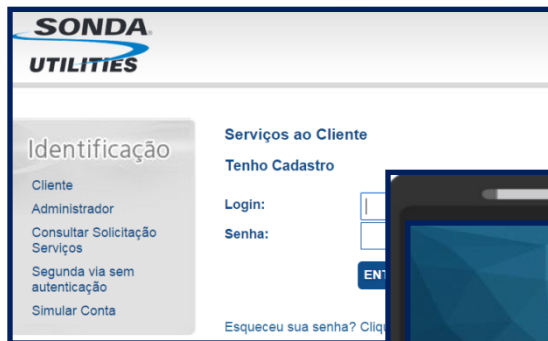 SONDA
UTILITIES
Identificação
Cliente
Administrador
Consultar Solicitação
Serviços
Segunda via sem
autenticação
Simular Conta
Serviços ao Cliente
Tenho Cadastro
Login:
Senha:
Esqueceu sua senha?